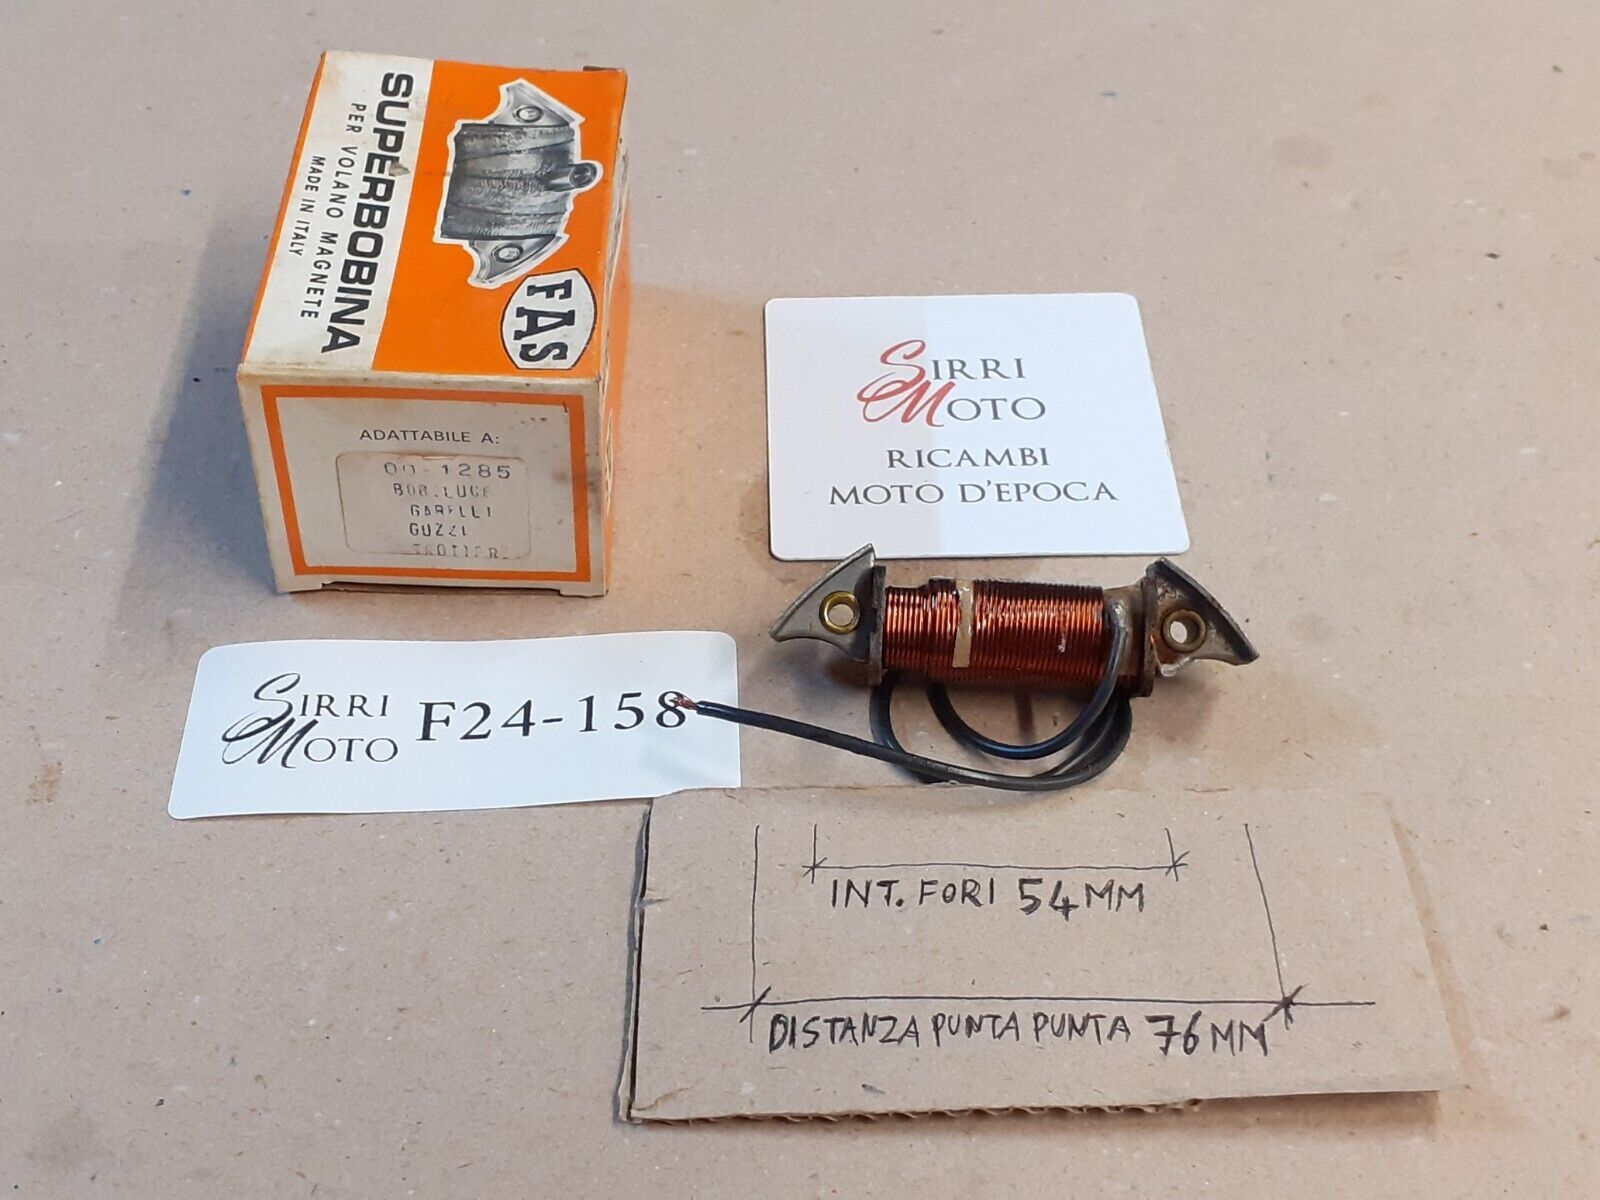 SUPERBOBINA
PER VOLANO MAGNETE
MADE IN ITALY
FAS
ADATTABILE A:
00-1285
BOB.LUCE
GARELLI
GUZZI
TROTTER
SIRRI
MOTO
RICAMBI
MOTO D'EPOCA
SIRRI
MOTO
F24-158
INT. FORI 54 MM
DISTANZA PUNTA PUNTA 76 MM